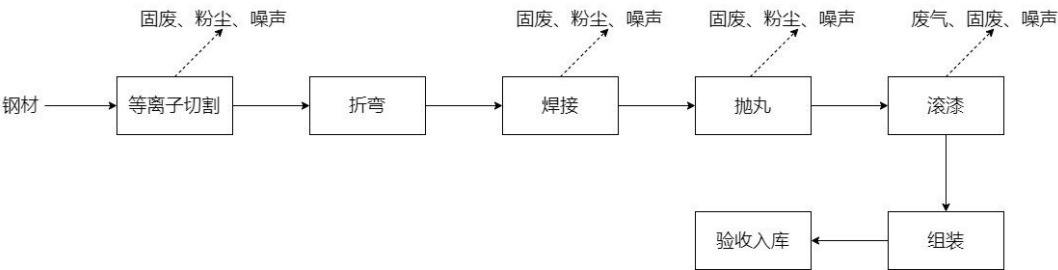 固废、粉尘、噪声
固废、粉尘、噪声
固废、粉尘、噪声
废气、固废、噪声
钢材
等离子切割
折弯
焊接
抛丸
滚漆
验收入库
组装